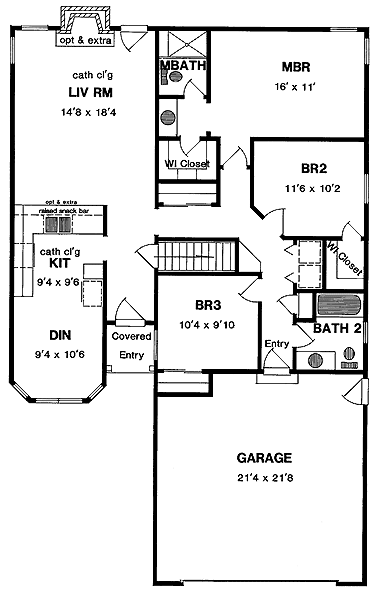 opt & extra
cath cl'g
LIV RM
14'8 x 18'4
MBATH
MBR
16' x 11'
WI Closet
BR2
11'6 x 10'2
opt & extra
raised snack bar
cath cl'g
KIT
9'4 x 9'6
WI Closet
BR3
10'4 x 9'10
BATH 2
DIN
9'4 x 10'6
Covered
Entry
Entry
GARAGE
21'4 x 21'8